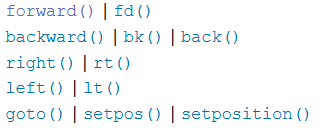 forward() | fd()
backward() | bk() | back()
right() | rt()
left() | lt()
goto() | setpos() | setposition()